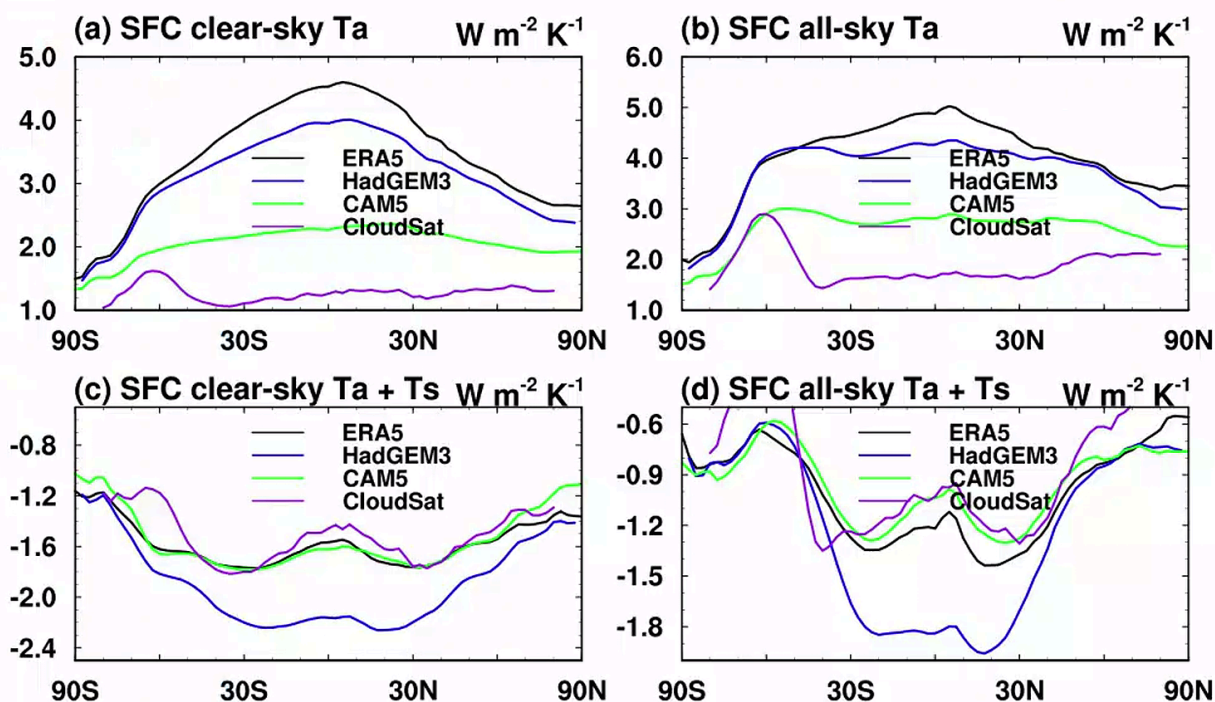 (a) SFC clear-sky Ta W m⁻² K⁻¹
5.0
4.0
3.0
2.0
1.0
ERA5
HadGEM3
CAM5
CloudSat
90S 30S 30N 90N
(b) SFC all-sky Ta W m⁻² K⁻¹
6.0
5.0
4.0
3.0
2.0
1.0
ERA5
HadGEM3
CAM5
CloudSat
90S 30S 30N 90N
(c) SFC clear-sky Ta + Ts W m⁻² K⁻¹
-0.8
-1.2
-1.6
-2.0
-2.4
ERA5
HadGEM3
CAM5
CloudSat
90S 30S 30N 90N
(d) SFC all-sky Ta + Ts W m⁻² K⁻¹
-0.6
-0.9
-1.2
-1.5
-1.8
ERA5
HadGEM3
CAM5
CloudSat
90S 30S 30N 90N